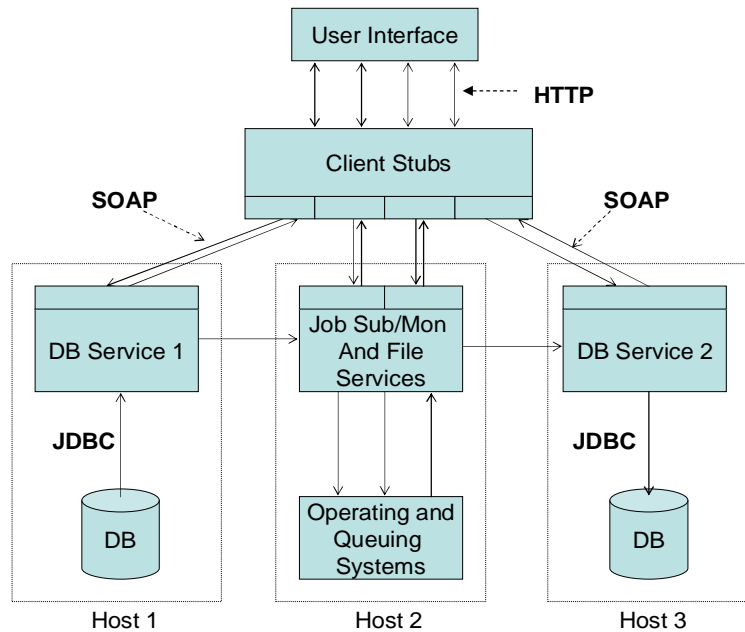 User Interface
HTTP
Client Stubs
SOAP
SOAP
DB Service 1
Job Sub/Mon
And File
Services
DB Service 2
JDBC
JDBC
DB
Operating and
Queuing
Systems
DB
Host 1
Host 2
Host 3